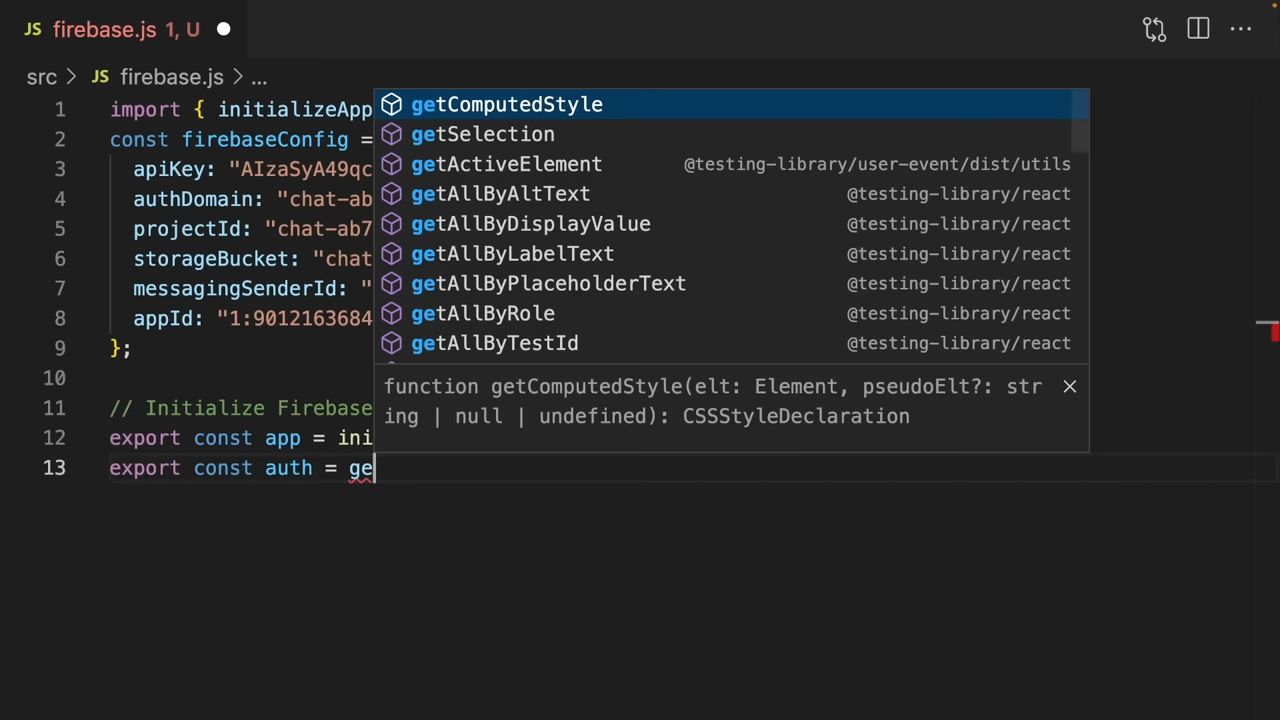 JS firebase.js 1, U
src > JS firebase.js > ...
1 import { initializeApp
2 const firebaseConfig =
3 apiKey: "AIzaSyA49qc
4 authDomain: "chat-ab
5 projectId: "chat-ab7
6 storageBucket: "chat
7 messagingSenderId: "
8 appId: "1:9012163684
9 };
10
11 // Initialize Firebase
12 export const app = ini
13 export const auth = ge
getComputedStyle
getSelection
getActiveElement @testing-library/user-event/dist/utils
getAllByAltText @testing-library/react
getAllByDisplayValue @testing-library/react
getAllByLabelText @testing-library/react
getAllByPlaceholderText @testing-library/react
getAllByRole @testing-library/react
getAllByTestId @testing-library/react
function getComputedStyle(elt: Element, pseudoElt?: str
ing | null | undefined): CSSStyleDeclaration